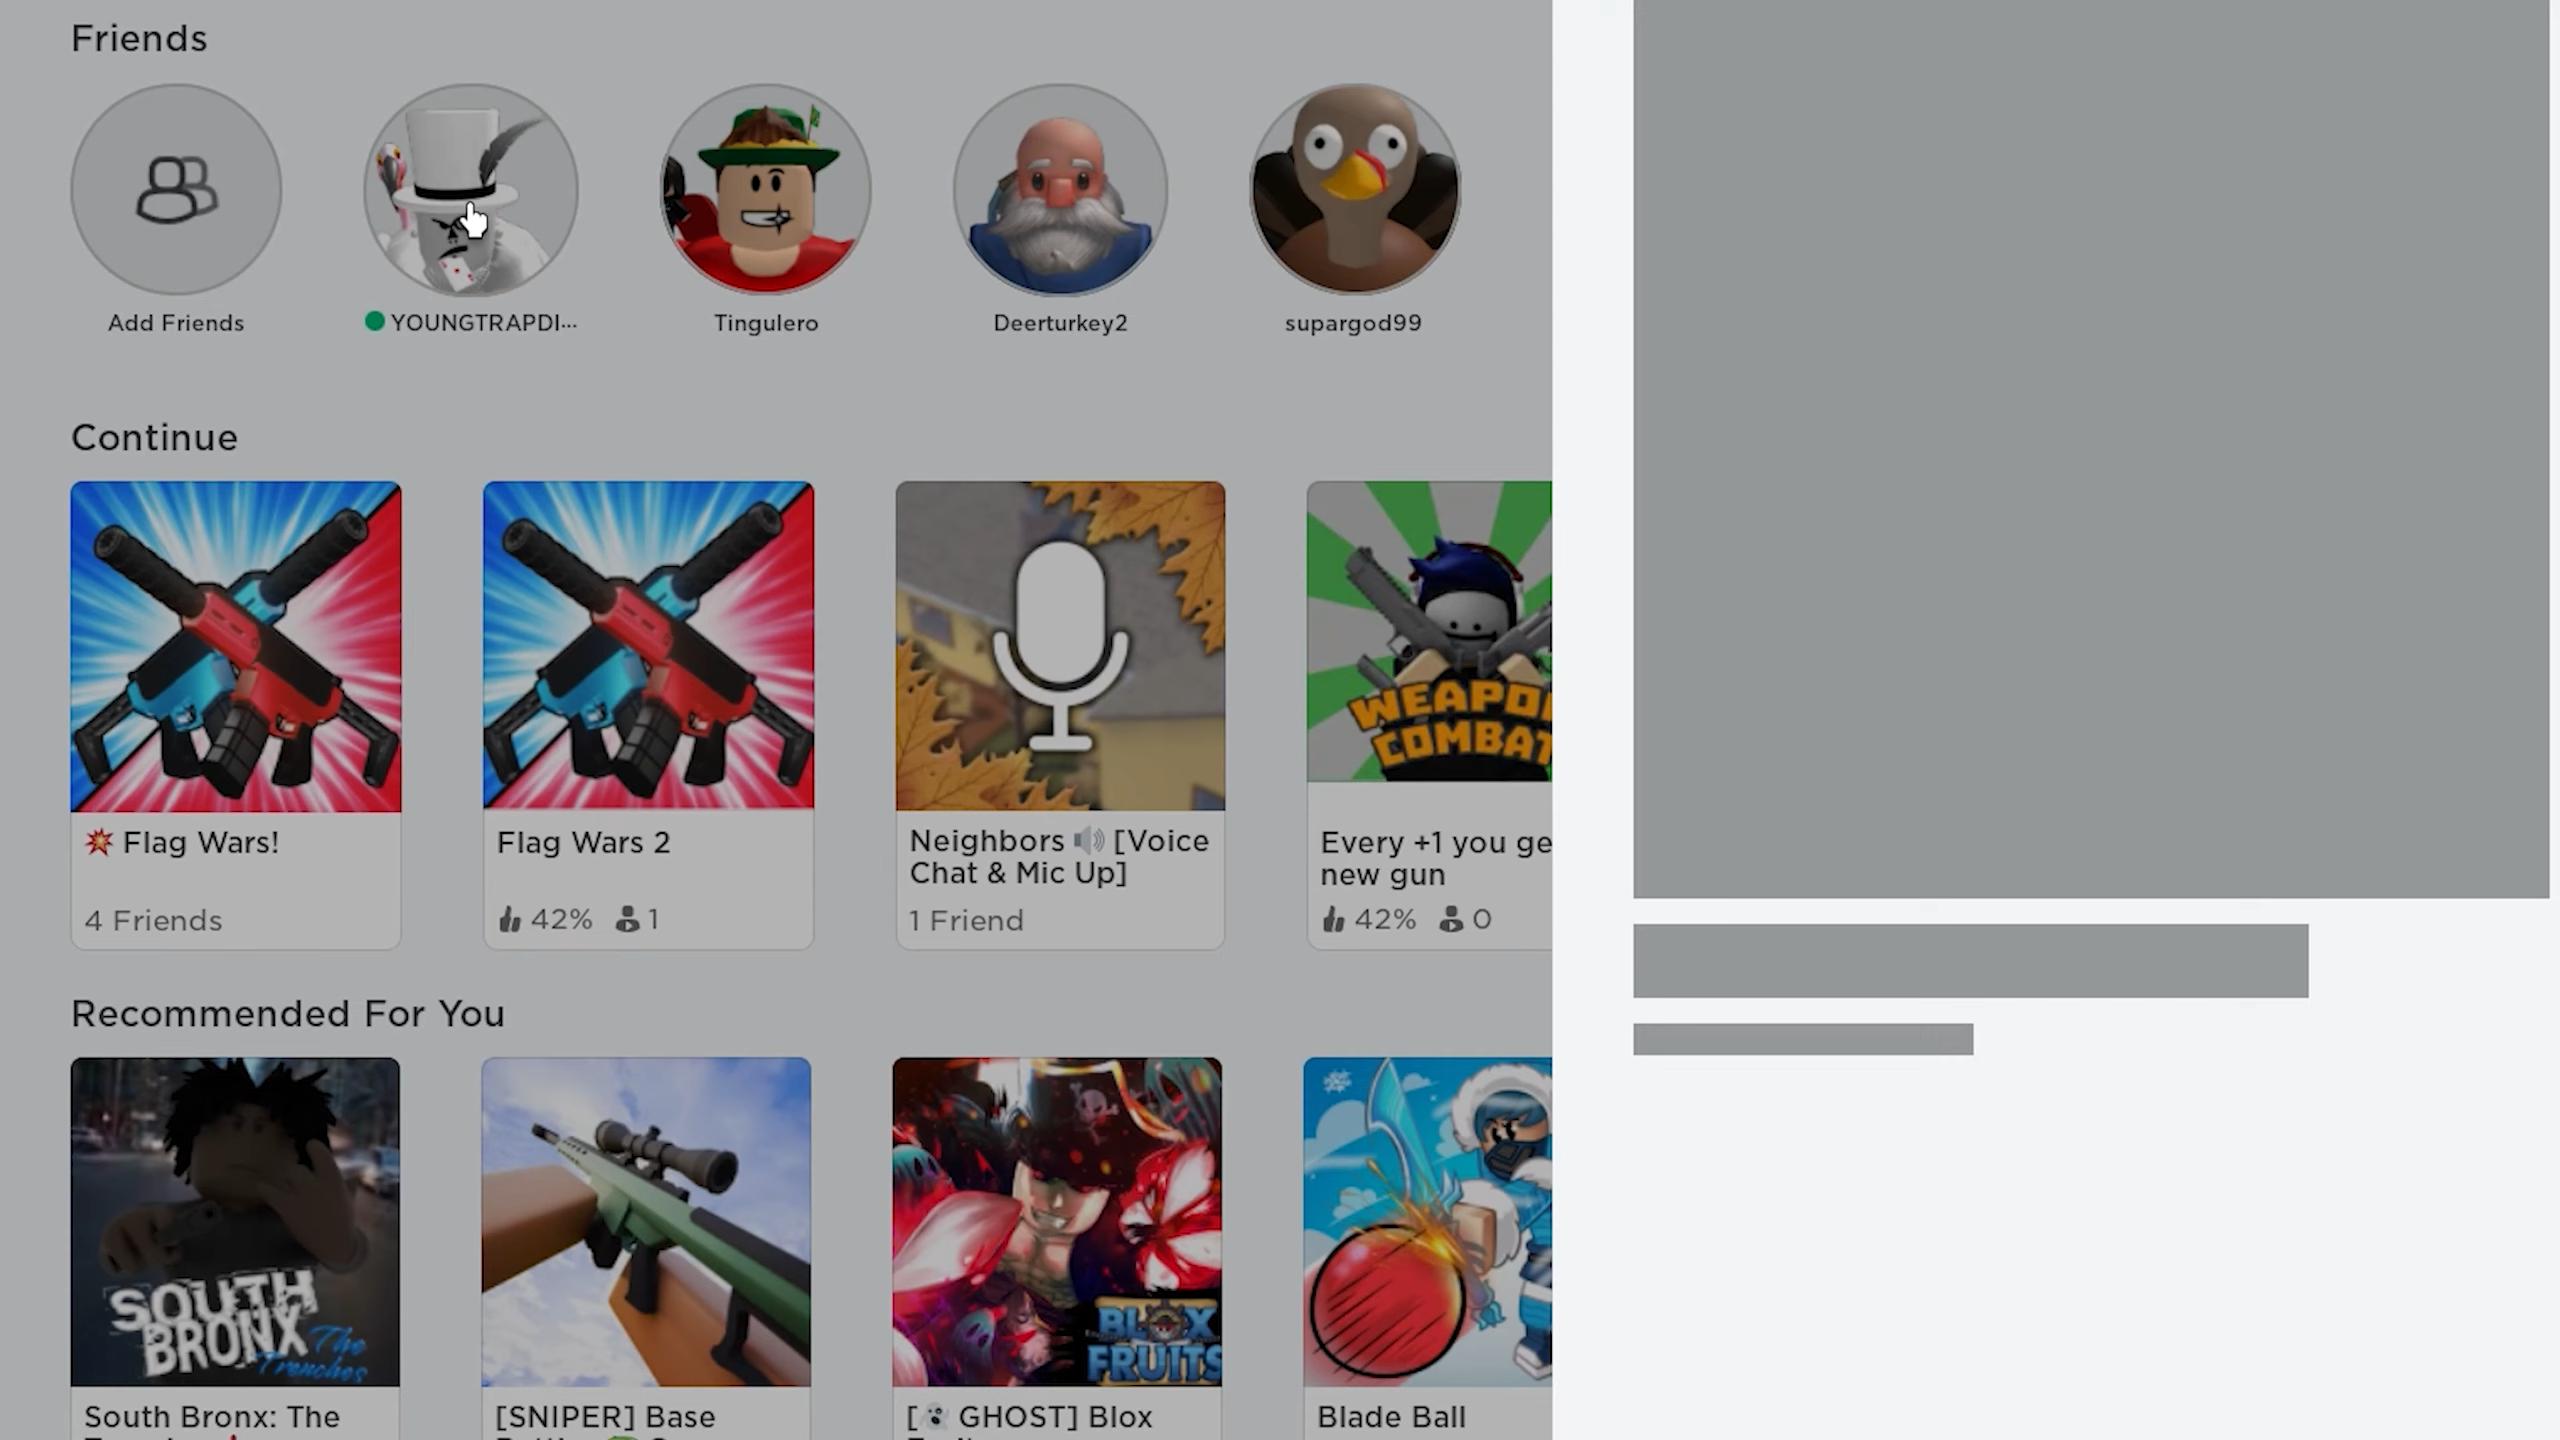 Friends
Add Friends
YOUNGTRAPDI...
Tingulero
Deerturkey2
supargod99
Continue
WEAPO
COMBAT
💥 Flag Wars!
4 Friends
Flag Wars 2
42% 1
Neighbors 🔊 [Voice
Chat & Mic Up]
1 Friend
Every +1 you ge
new gun
42% 0
Recommended For You
SOUTH
BRONX The
Trenches
BLOX
FRUITS
South Bronx: The
[SNIPER] Base
[👻 GHOST] Blox
Blade Ball